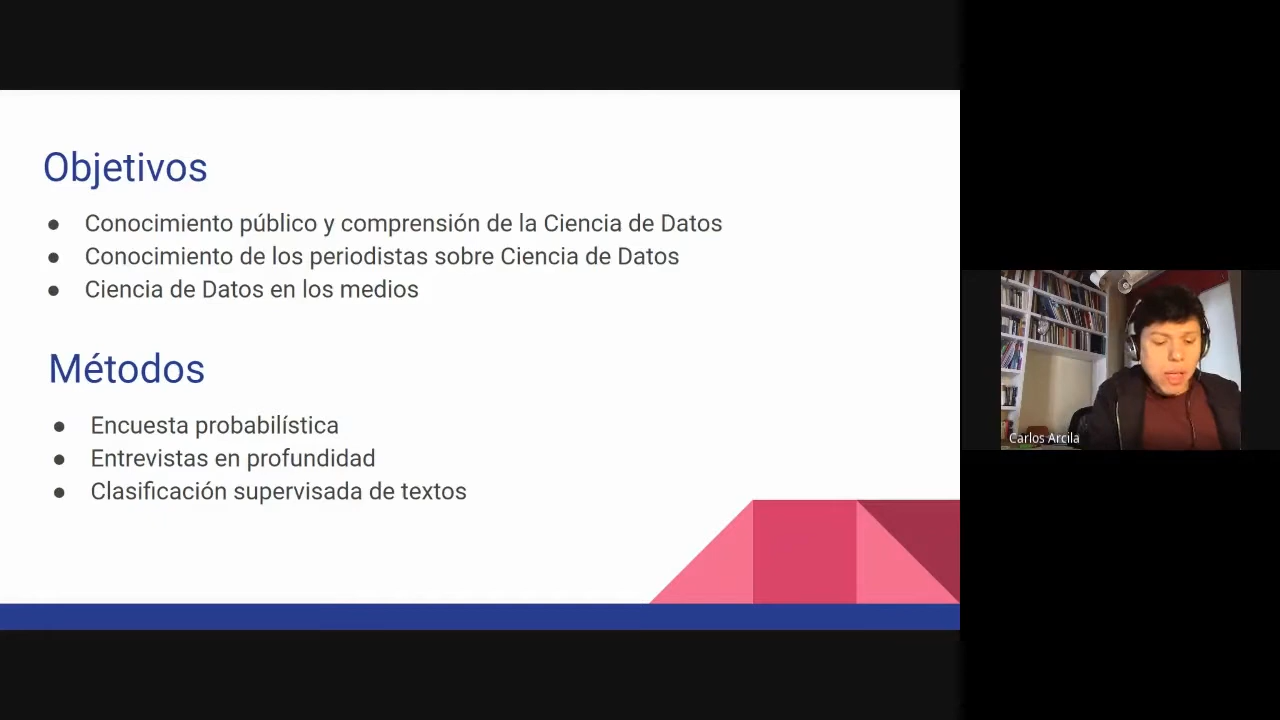 Objetivos
● Conocimiento público y comprensión de la Ciencia de Datos
● Conocimiento de los periodistas sobre Ciencia de Datos
● Ciencia de Datos en los medios
Métodos
● Encuesta probabilística
● Entrevistas en profundidad
● Clasificación supervisada de textos
Carlos Arcila